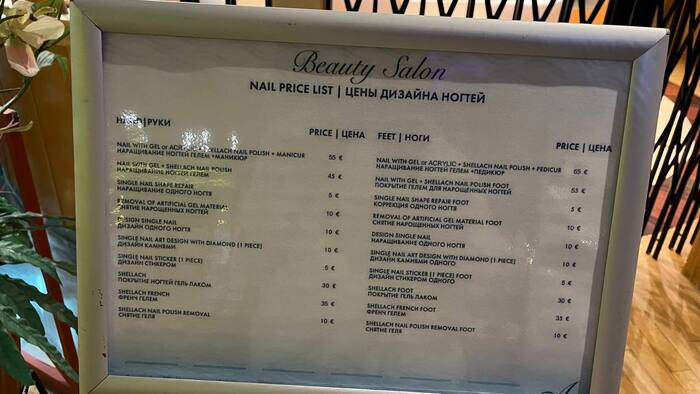 Beauty Salon
NAIL PRICE LIST | ЦЕНЫ ДИЗАЙНА НОГТЕЙ
РУКИ
PRICE | ЦЕНА
NAIL WITH GEL or ACRYLIC + SHELLACH NAIL POLISH + MANICUR
НАРАЩИВАНИЕ НОГТЕЙ ГЕЛЕМ +МАНИКЮР
55 €
NAIL WITH GEL + SHELLACH NAIL POLISH
НАРАЩИВАНИЕ НОГТЕЙ ГЕЛЕМ
45 €
SINGLE NAIL SHAPE REPAIR
НАРАЩИВАНИЕ ОДНОГО НОГТЯ
5 €
REMOVAL OF ARTIFICIAL GEL MATERIAL
СНЯТИЕ НАРОЩЕННЫХ НОГТЕЙ
10 €
DESIGN SINGLE NAIL
ДИЗАЙН ОДНОГО НОГТЯ
10 €
SINGLE NAIL ART DESIGN WITH DIAMOND (1 PIECE)
ДИЗАЙН КАМНЯМИ
10 €
SINGLE NAIL STICKER (1 PIECE)
ДИЗАЙН СТИКЕРОМ
5 €
SHELLACH
ПОКРЫТИЕ НОГТЕЙ ГЕЛЬ ЛАКОМ
30 €
SHELLACH FRENCH
ФРЕНЧ ГЕЛЕМ
35 €
SHELLACH NAIL POLISH REMOVAL
СНЯТИЕ ГЕЛЯ
10 €
FEET | НОГИ
PRICE | ЦЕНА
NAIL WITH GEL or ACRYLIC + SHELLACH NAIL POLISH + PEDICUR
НАРАЩИВАНИЕ НОГТЕЙ ГЕЛЕМ +ПЕДИКЮР
65 €
NAIL WITH GEL + SHELLACH NAIL POLISH FOOT
ПОКРЫТИЕ ГЕЛЕМ ДЛЯ НАРОЩЕННЫХ НОГТЕЙ
55 €
SINGLE NAIL SHAPE REPAIR FOOT
КОРРЕКЦИЯ ОДНОГО НОГТЯ
5 €
REMOVAL OF ARTIFICIAL GEL MATERIAL FOOT
СНЯТИЕ НАРОЩЕННЫХ НОГТЕЙ
10 €
DESIGN SINGLE NAIL
НАРАЩИВАНИЕ ОДНОГО НОГТЯ
10 €
SINGLE NAIL ART DESIGN WITH DIAMOND (1 PIECE)
ДИЗАЙН КАМНЯМИ ОДНОГО
10 €
SINGLE NAIL STICKER (1 PIECE) FOOT
ДИЗАЙН СТИКЕРОМ ОДНОГО
5 €
SHELLACH FOOT
ПОКРЫТИЕ ГЕЛЬ ЛАКОМ
30 €
SHELLACH FRENCH FOOT
ФРЕНЧ ГЕЛЕМ
35 €
SHELLACH NAIL POLISH REMOVAL FOOT
СНЯТИЕ ГЕЛЯ
10 €